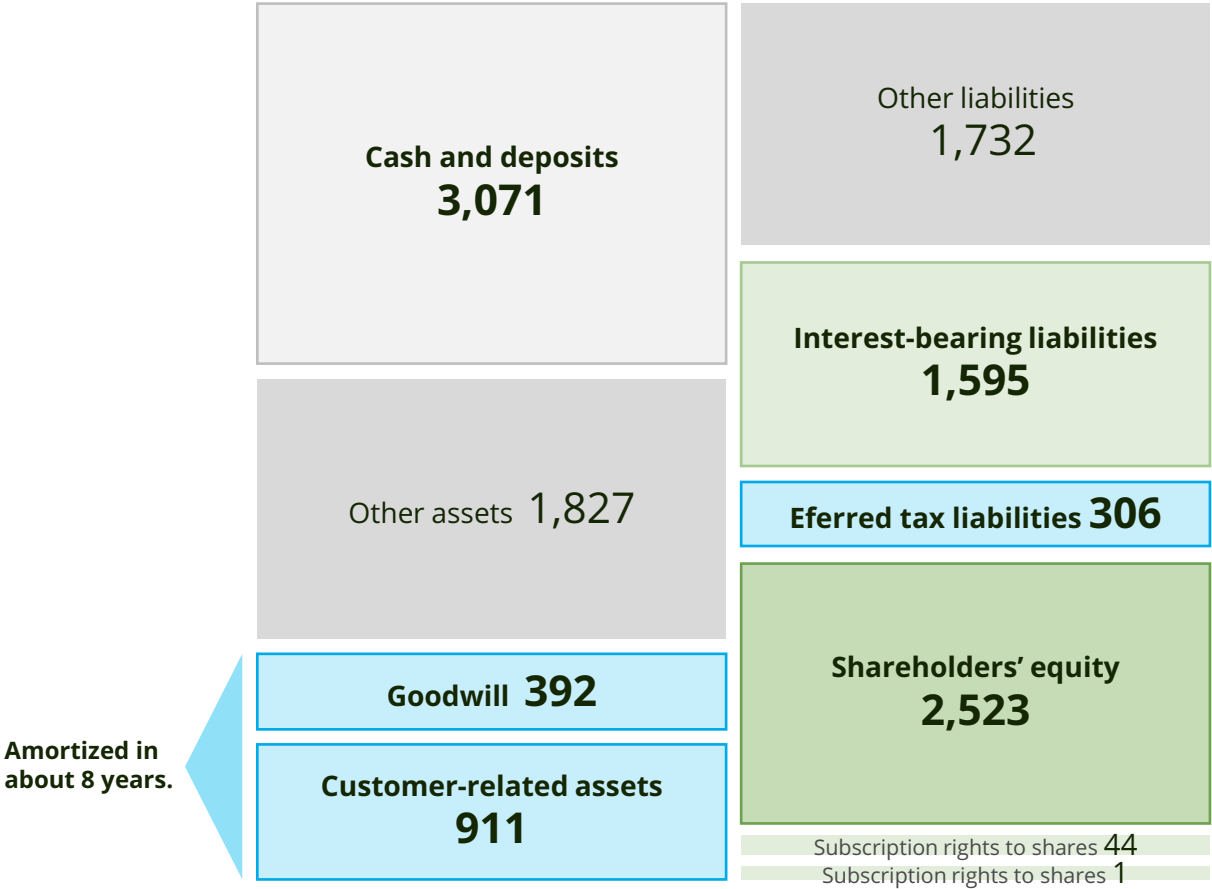 Cash and deposits
3,071
Other assets 1,827
Amortized in
about 8 years.
Goodwill 392
Customer-related assets
911
Other liabilities
1,732
Interest-bearing liabilities
1,595
Eferred tax liabilities 306
Shareholders’ equity
2,523
Subscription rights to shares 44
Subscription rights to shares 1